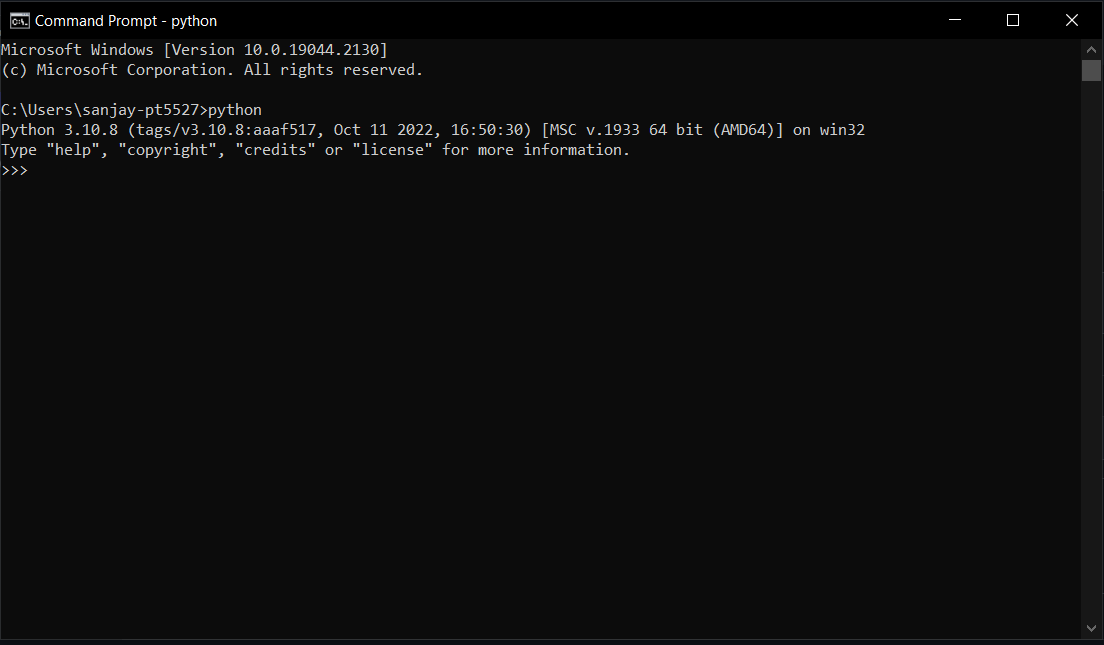 Command Prompt - python
Microsoft Windows [Version 10.0.19044.2130]
(c) Microsoft Corporation. All rights reserved.
C:\Users\sanjay-pt5527>python
Python 3.10.8 (tags/v3.10.8:aaaf517, Oct 11 2022, 16:50:30) [MSC v.1933 64 bit (AMD64)] on win32
Type "help", "copyright", "credits" or "license" for more information.
>>>